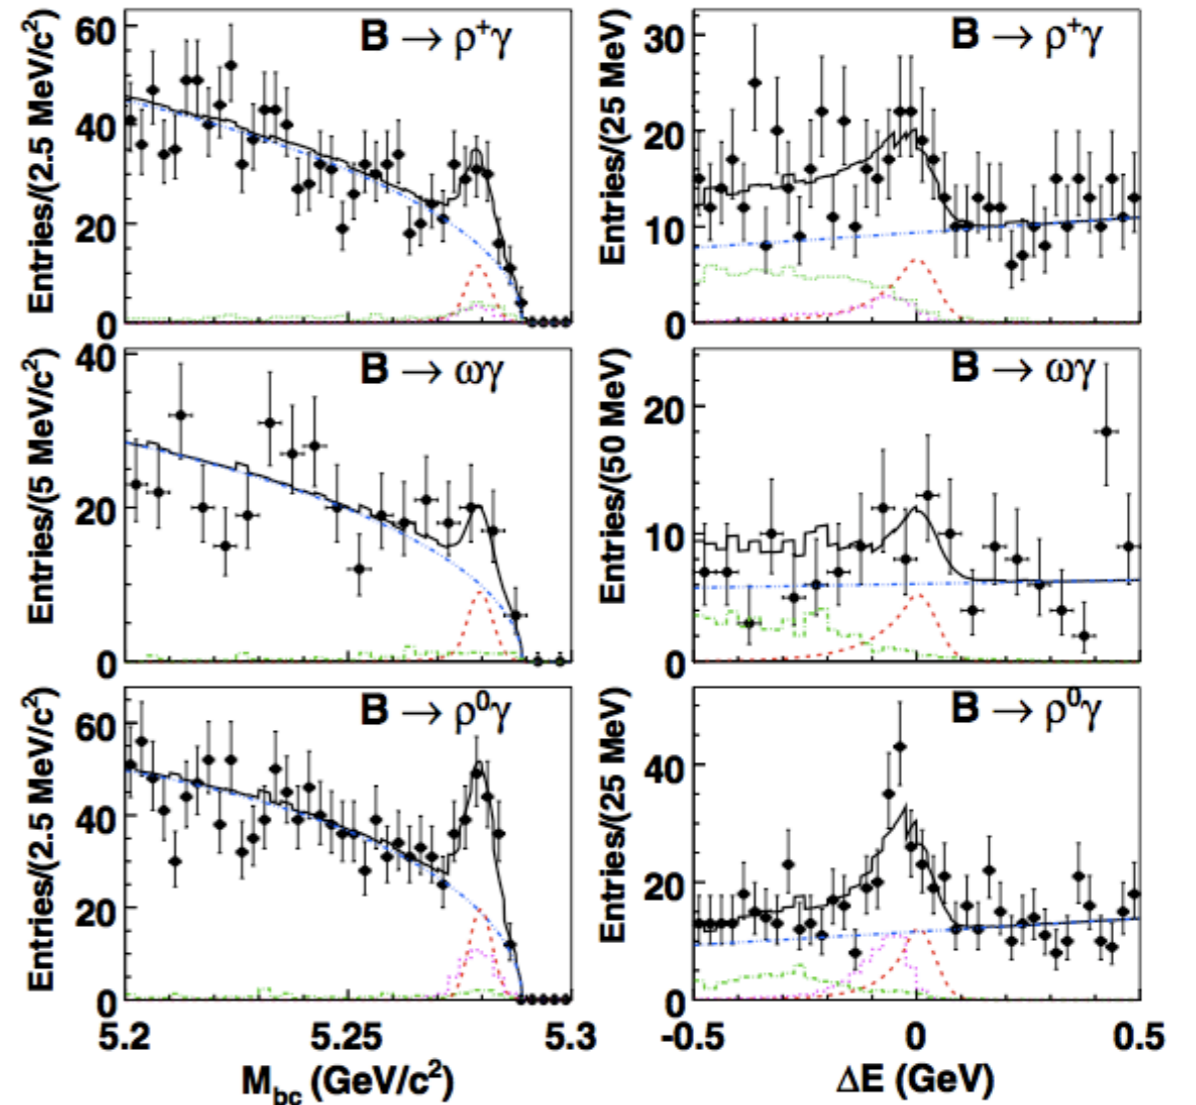 B → ρ⁺γ
Entries/(2.5 MeV/c²)
60
40
20
0
B → ρ⁺γ
Entries/(25 MeV)
30
20
10
0
B → ωγ
Entries/(5 MeV/c²)
40
20
0
B → ωγ
Entries/(50 MeV)
20
10
0
B → ρ⁰γ
Entries/(2.5 MeV/c²)
60
40
20
0
5.2 5.25 5.3
M_bc (GeV/c²)
B → ρ⁰γ
Entries/(25 MeV)
40
20
0
-0.5 0 0.5
ΔE (GeV)